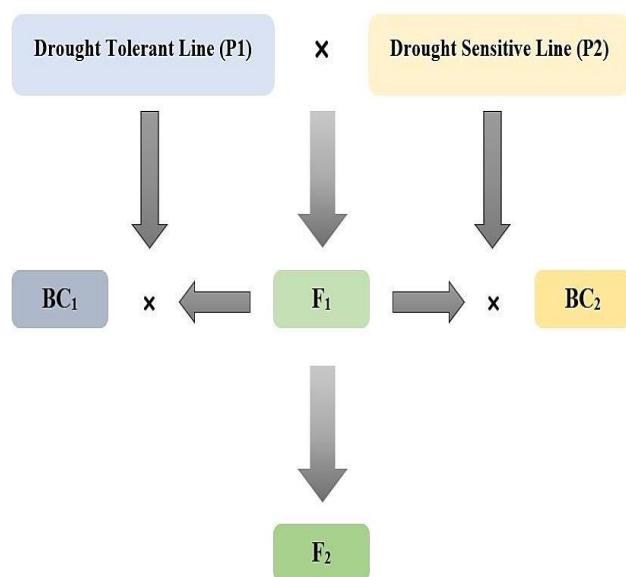 Drought Tolerant Line (P1) × Drought Sensitive Line (P2)
BC₁ × F₁ × BC₂
F₂